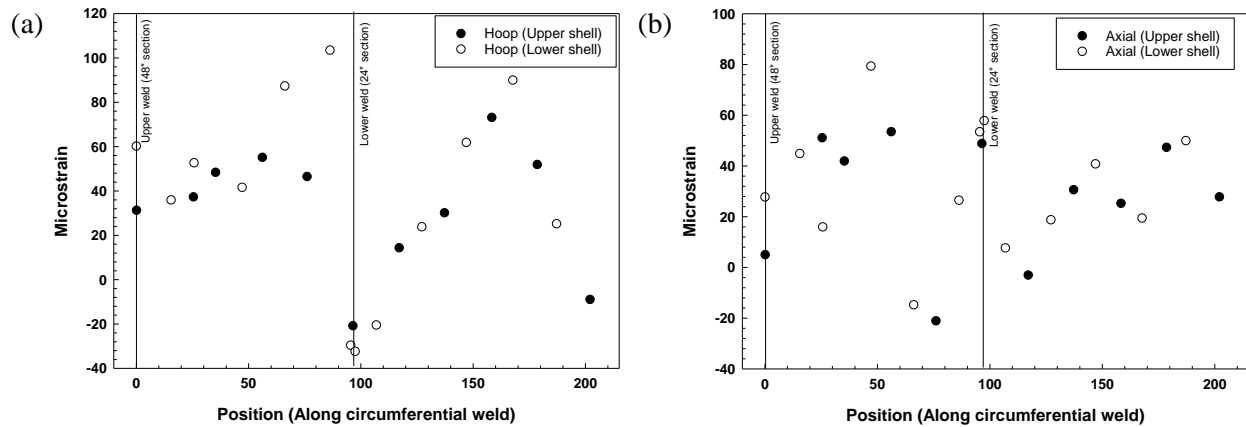 (a)
120
100
80
60
40
20
0
-20
-40
Microstrain
Upper weld (48" section)
Lower weld (24" section)
Hoop (Upper shell)
Hoop (Lower shell)
0 50 100 150 200
Position (Along circumferential weld)
(b)
100
80
60
40
20
0
-20
-40
Microstrain
Upper weld (48" section)
Lower weld (24" section)
Axial (Upper shell)
Axial (Lower shell)
0 50 100 150 200
Position (Along circumferential weld)